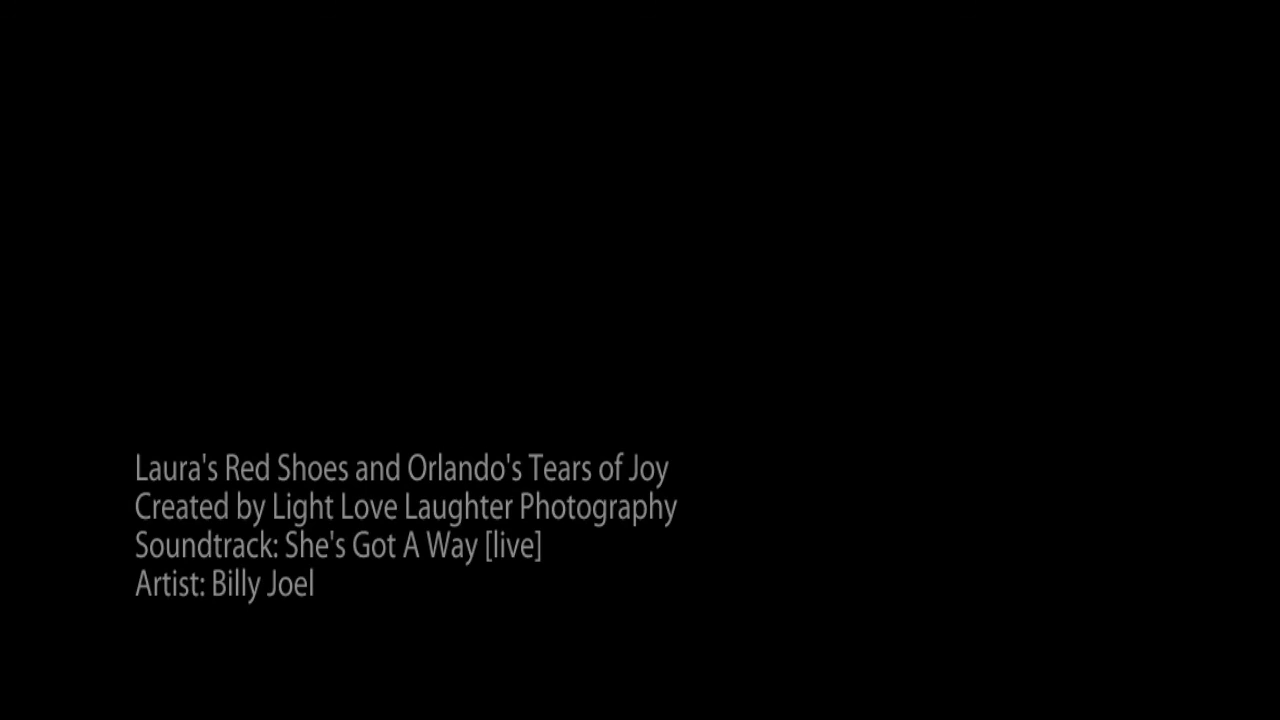 Laura's Red Shoes and Orlando's Tears of Joy
Created by Light Love Laughter Photography
Soundtrack: She's Got A Way [live]
Artist: Billy Joel